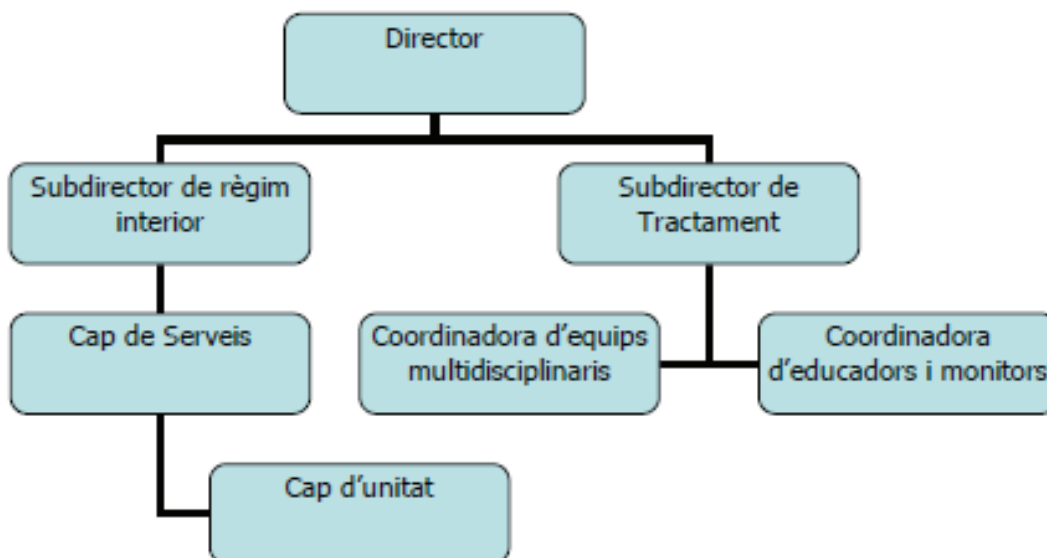 Director
Subdirector de règim
interior
Subdirector de
Tractament
Cap de Serveis
Coordinadora d’equips
multidisciplinaris
Coordinadora
d’educadors i monitors
Cap d’unitat